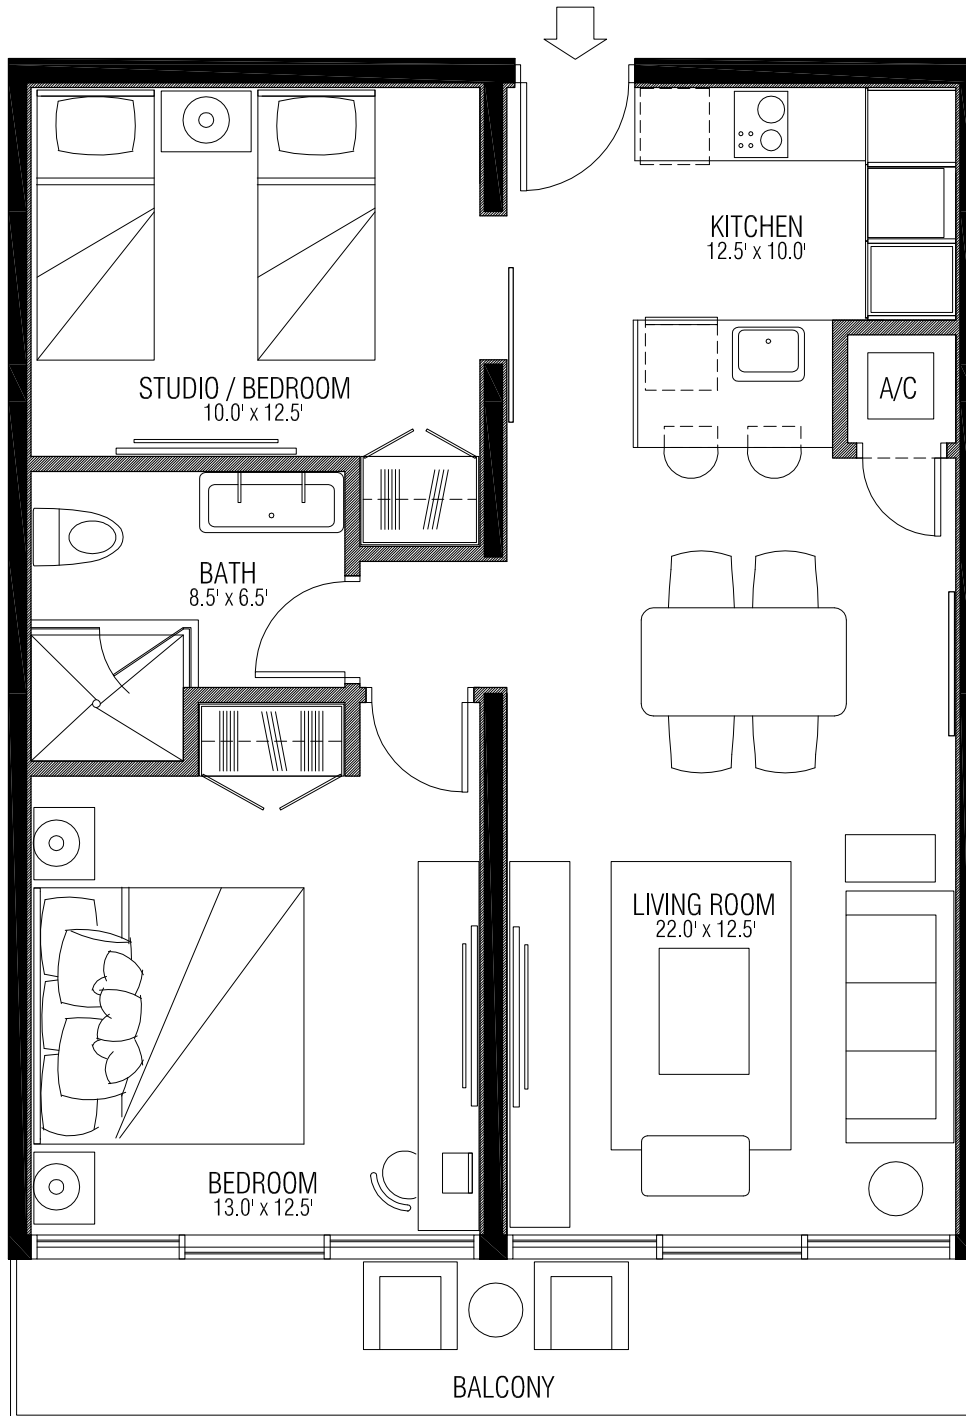 KITCHEN
12.5' x 10.0'
STUDIO / BEDROOM
10.0' x 12.5'
A/C
BATH
8.5' x 6.5'
LIVING ROOM
22.0' x 12.5'
BEDROOM
13.0' x 12.5'
BALCONY